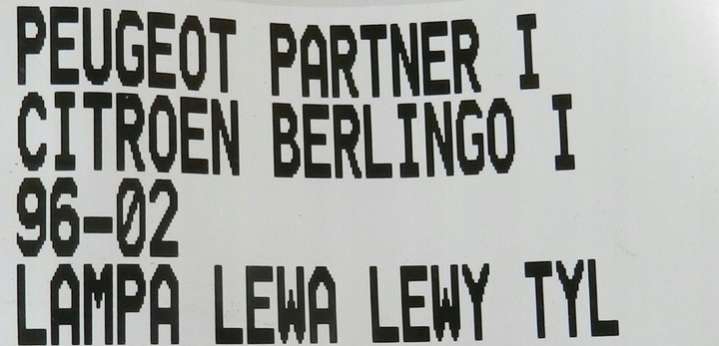 PEUGEOT PARTNER I
CITROEN BERLINGO I
96-02
LAMPA LEWA LEWY TYL